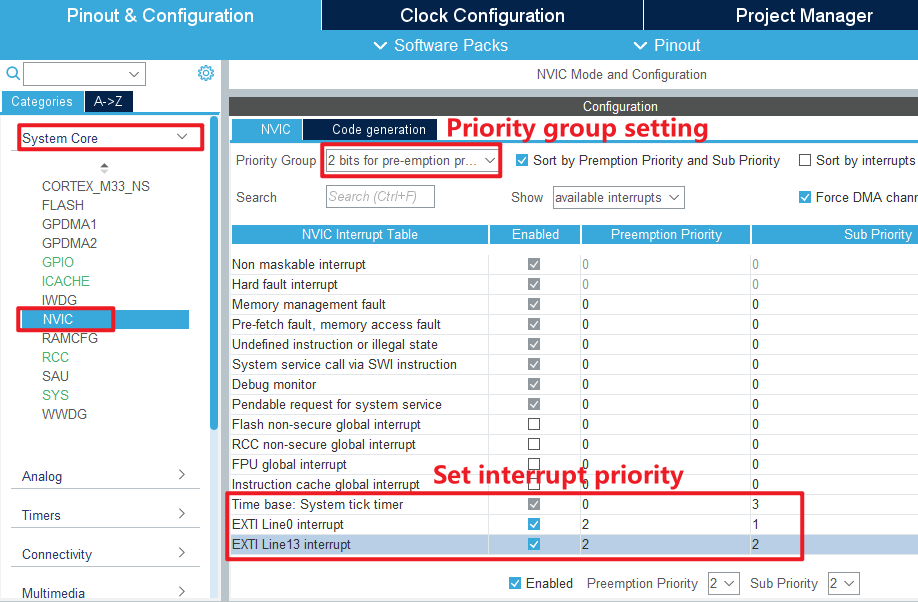 Pinout & Configuration Clock Configuration Project Manager
Software Packs Pinout
NVIC Mode and Configuration
Categories A->Z
Configuration
NVIC Code generation Priority group setting
System Core
Priority Group 2 bits for pre-emption pr... Sort by Premption Priority and Sub Priority Sort by interrupts
Search Search (Ctrl+F) Show available interrupts Force DMA chann
CORTEX_M33_NS
FLASH
GPDMA1
GPDMA2
GPIO
ICACHE
IWDG
NVIC
RAMCFG
RCC
SAU
SYS
WWDG
Analog
Timers
Connectivity
Multimedia
NVIC Interrupt Table Enabled Preemption Priority Sub Priority
Non maskable interrupt 0 0
Hard fault interrupt 0 0
Memory management fault 0 0
Pre-fetch fault, memory access fault 0 0
Undefined instruction or illegal state 0 0
System service call via SWI instruction 0 0
Debug monitor 0 0
Pendable request for system service 0 0
Flash non-secure global interrupt 0 0
RCC non-secure global interrupt 0 0
FPU global interrupt 0 0
Set interrupt priority
Instruction cache global interrupt 0 0
Time base: System tick timer 0 3
EXTI Line0 interrupt 2 1
EXTI Line13 interrupt 2 2
Enabled Preemption Priority 2 Sub Priority 2